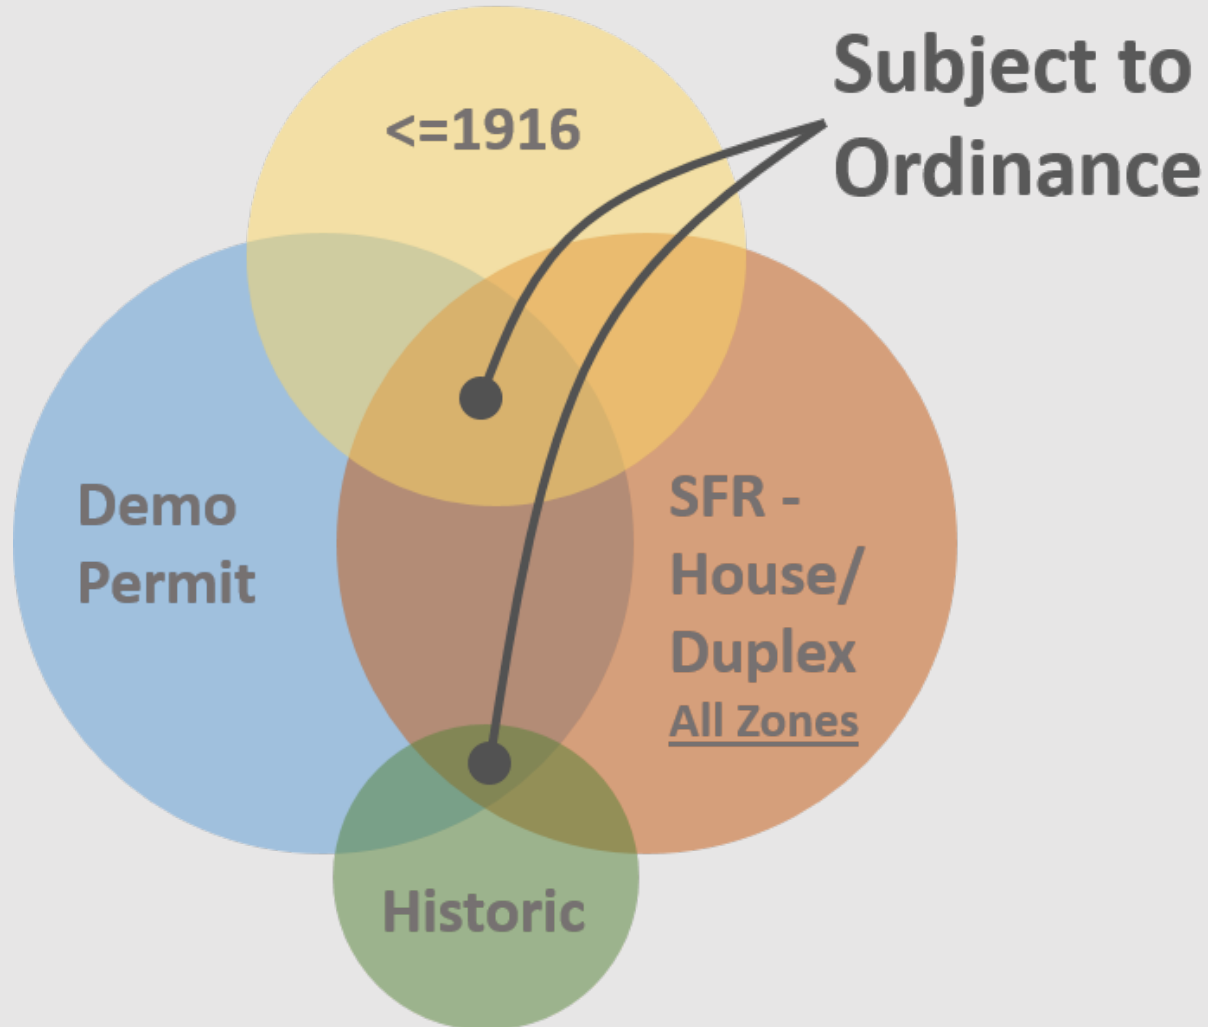 Subject to
Ordinance
<=1916
Demo
Permit
SFR -
House/
Duplex
All Zones
Historic